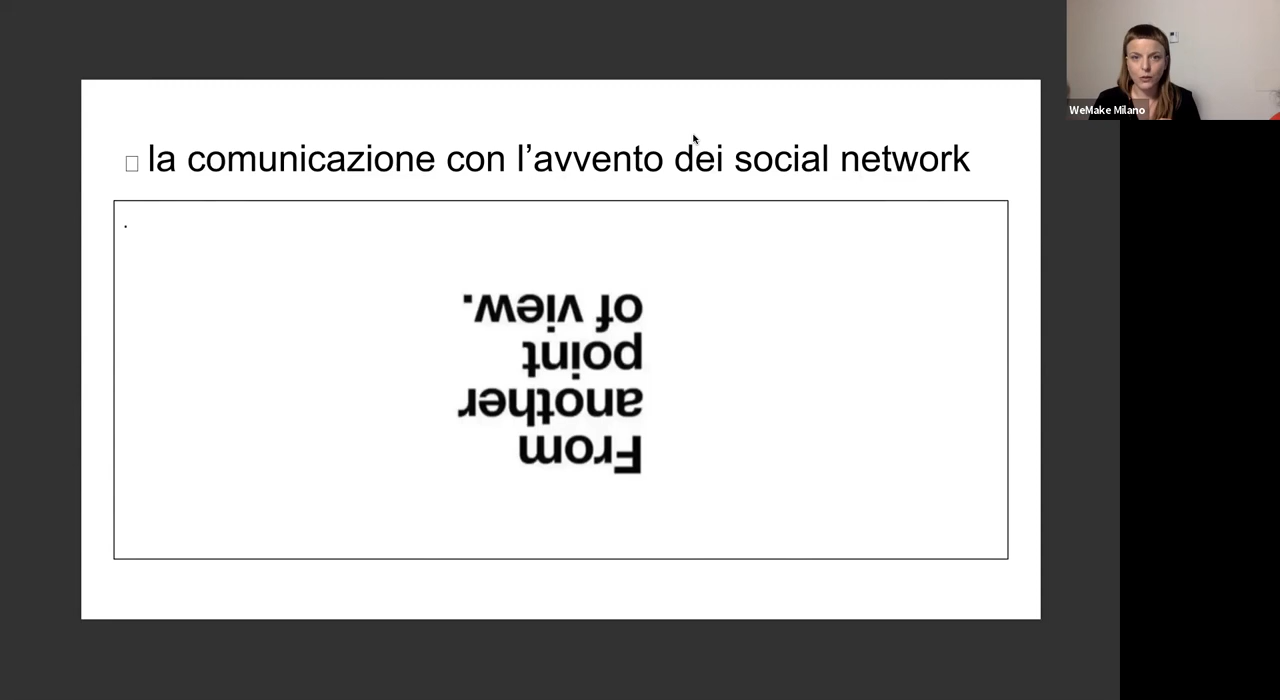 la comunicazione con l’avvento dei social network
From
another
point
of view.
WeMake Milano